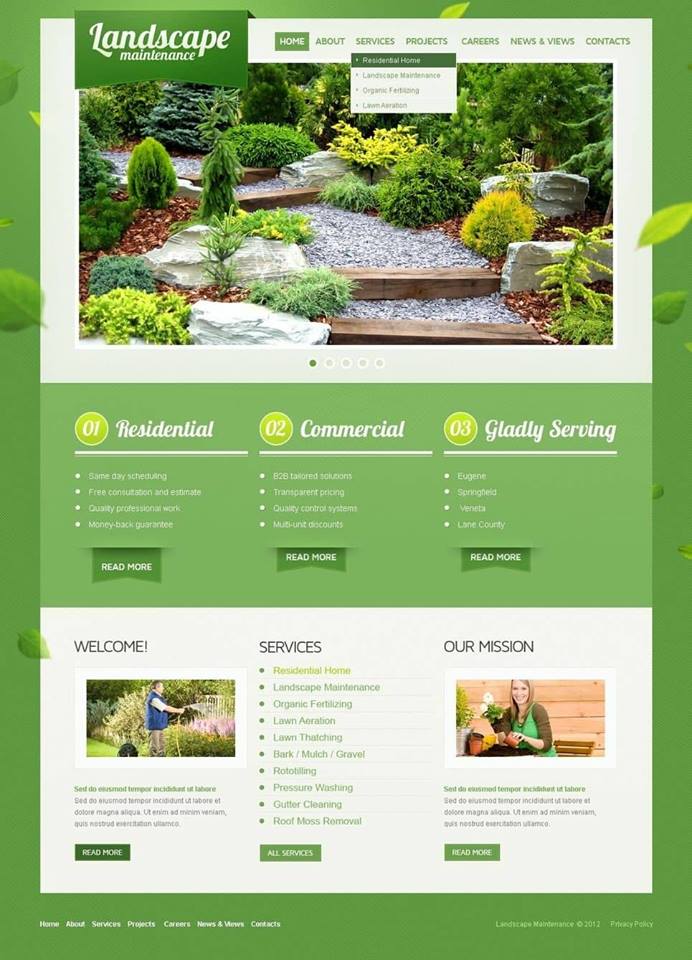 Landscape
maintenance
HOME ABOUT SERVICES PROJECTS CAREERS NEWS & VIEWS CONTACTS
Residential Home
Landscape Maintenance
Organic Fertilizing
Lawn Aeration
01 Residential
Same day scheduling
Free consultation and estimate
Quality professional work
Money-back guarantee
READ MORE
02 Commercial
B2B tailored solutions
Transparent pricing
Quality control systems
Multi-unit discounts
READ MORE
03 Gladly Serving
Eugene
Springfield
Veneta
Lane County
READ MORE
WELCOME!
Sed do eiusmod tempor incididunt ut labore
Sed do eiusmod tempor incididunt ut labore et
dolore magna aliqua. Ut enim ad minim veniam,
quis nostrud exercitation ullamco.
READ MORE
SERVICES
Residential Home
Landscape Maintenance
Organic Fertilizing
Lawn Aeration
Lawn Thatching
Bark / Mulch / Gravel
Rototilling
Pressure Washing
Gutter Cleaning
Roof Moss Removal
ALL SERVICES
OUR MISSION
Sed do eiusmod tempor incididunt ut labore
Sed do eiusmod tempor incididunt ut labore et
dolore magna aliqua. Ut enim ad minim veniam,
quis nostrud exercitation ullamco.
READ MORE
Home About Services Projects Careers News & Views Contacts
Landscape Maintenance © 2012 Privacy Policy